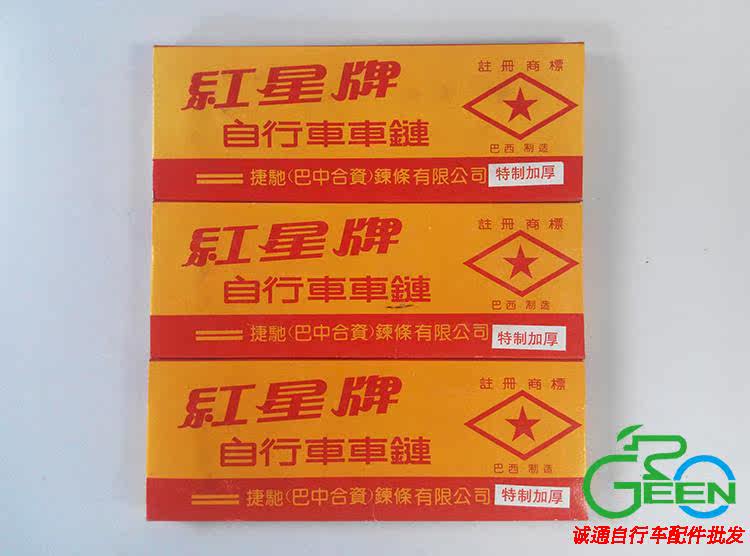 紅星牌
自行車車鏈
註冊商標
巴西 制造
捷馳(巴中合資)鍊條有限公司
特制加厚
紅星牌
自行車車鏈
註冊商標
巴西 制造
捷馳(巴中合資)鍊條有限公司
特制加厚
紅星牌
自行車車鏈
註冊商標
巴西 制造
捷馳(巴中合資)鍊條有限公司
特制加厚
GREEN
诚通自行车配件批发